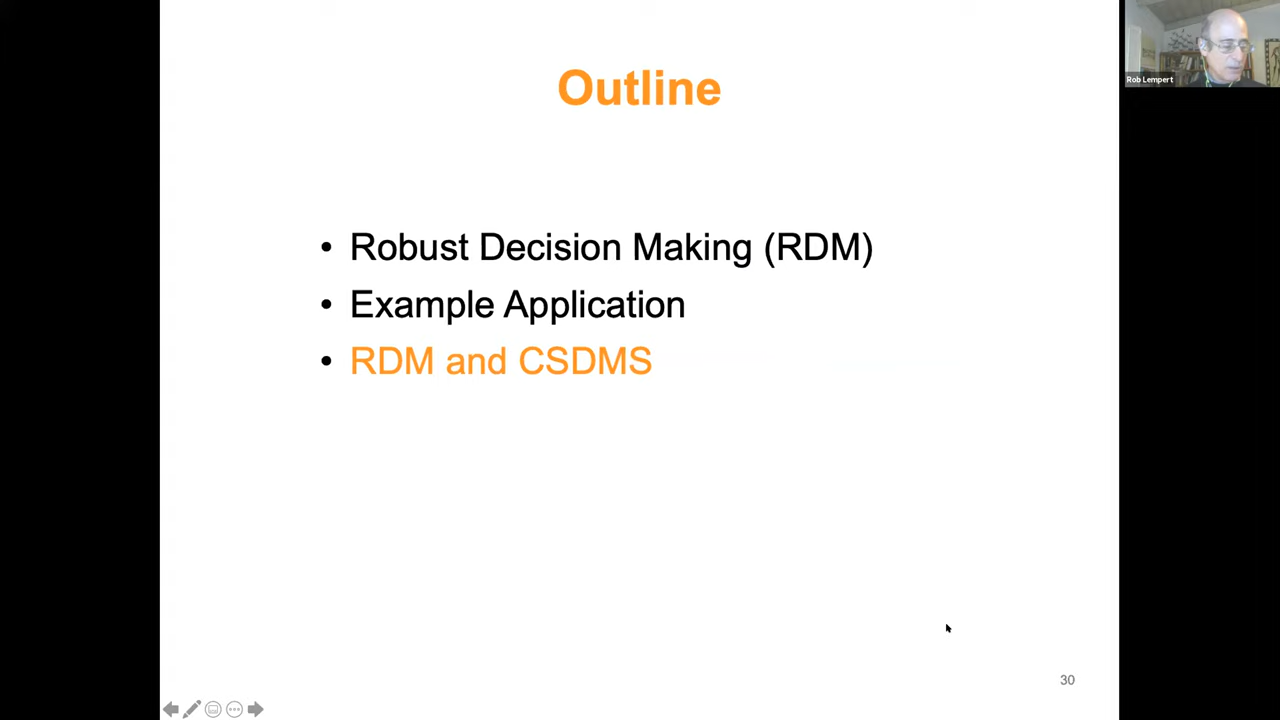 Outline
• Robust Decision Making (RDM)
• Example Application
• RDM and CSDMS
30
Rob Lempert